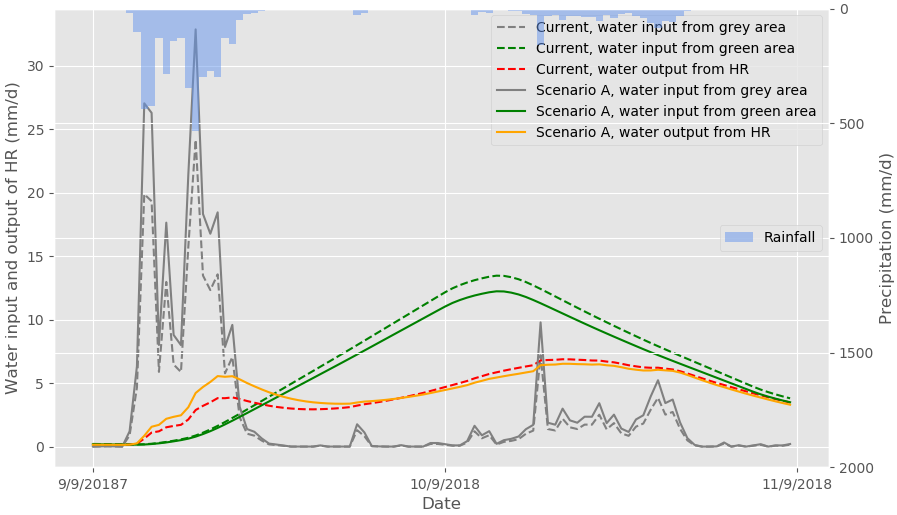 0
Current, water input from grey area
Current, water input from green area
Current, water output from HR
Scenario A, water input from grey area
Scenario A, water input from green area
Scenario A, water output from HR
30
25
20
15
10
5
0
Water input and output of HR (mm/d)
500
1000
1500
2000
Precipitation (mm/d)
Rainfall
9/9/20187
10/9/2018
11/9/2018
Date